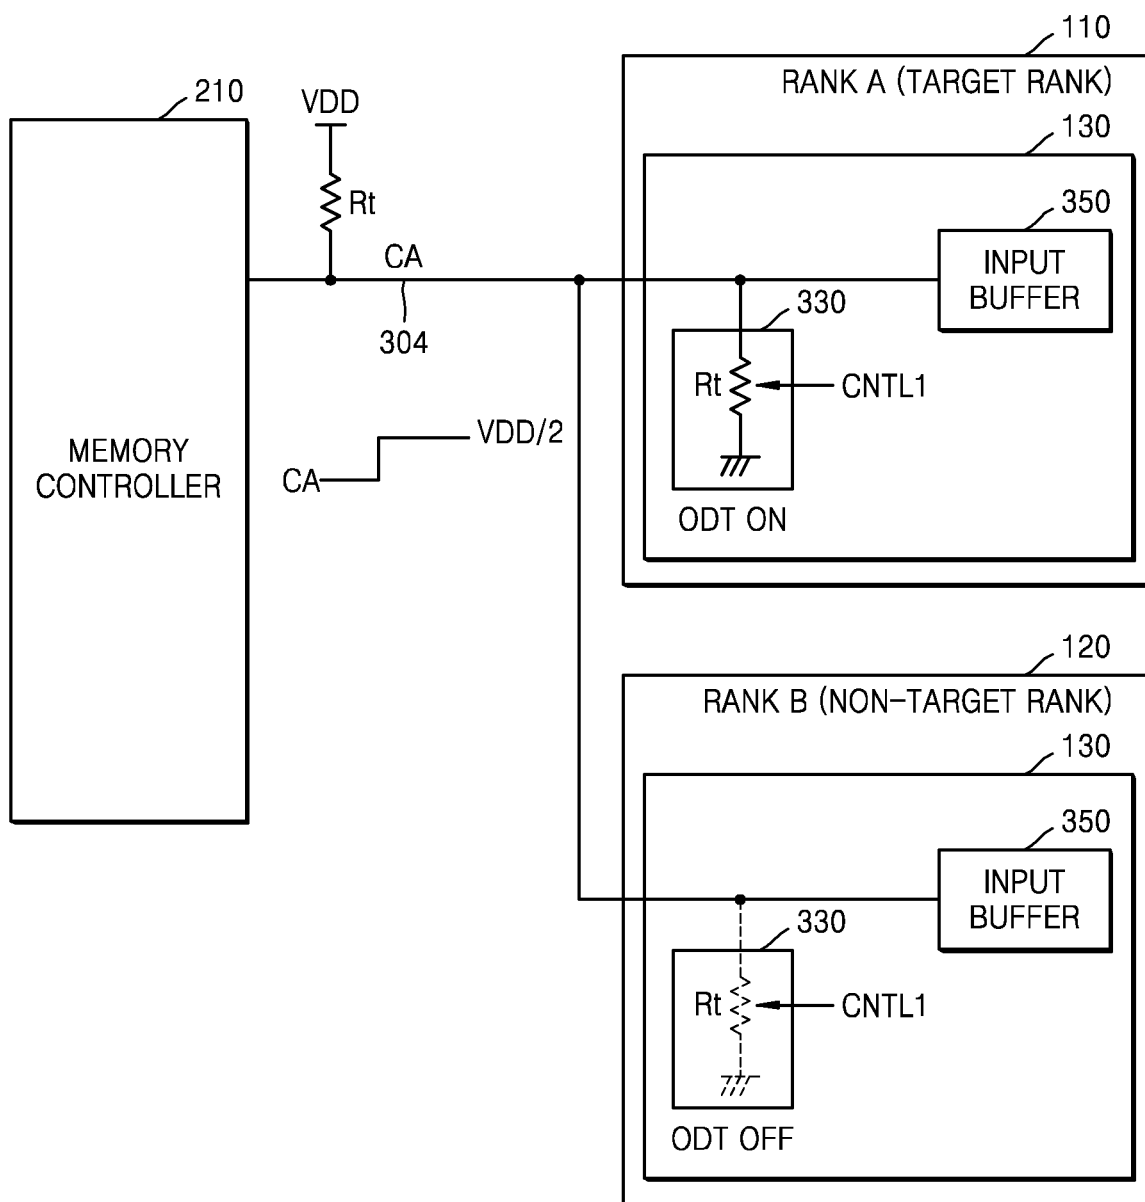 110
RANK A (TARGET RANK)
210
VDD
130
Rt
350
CA
INPUT
BUFFER
330
304
Rt
CNTL1
VDD/2
MEMORY
CONTROLLER
CA
ODT ON
120
RANK B (NON-TARGET RANK)
130
350
INPUT
BUFFER
330
Rt
CNTL1
ODT OFF